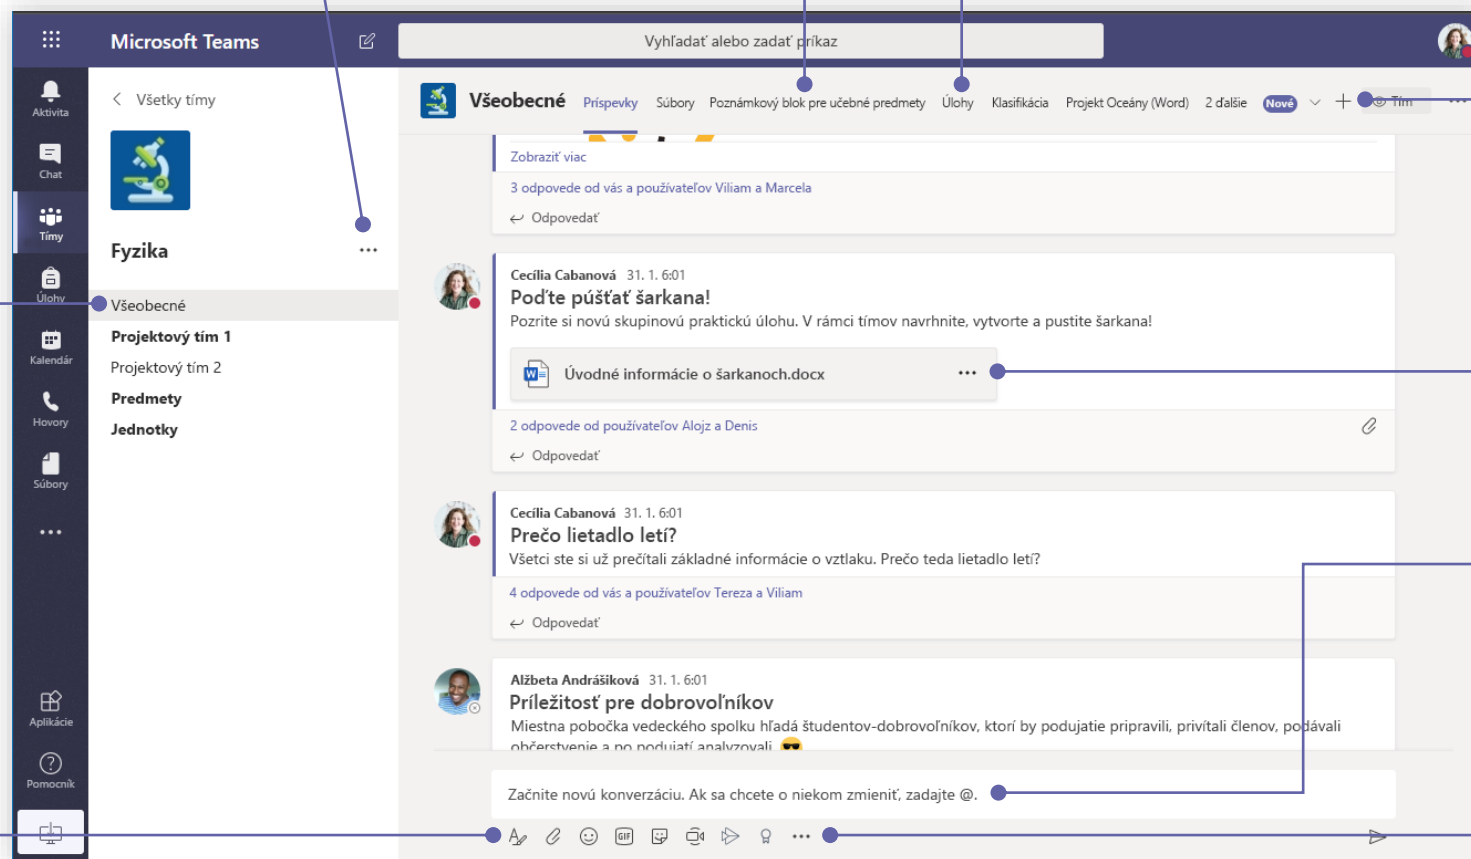 Microsoft Teams
Vyhľadať alebo zadať príkaz
Aktivita
Chat
Tímy
Úlohy
Kalendár
Hovory
Súbory
Aplikácie
Pomocník
Všetky tímy
Fyzika
Všeobecné
Projektový tím 1
Projektový tím 2
Predmety
Jednotky
Všeobecné Príspevky Súbory Poznámkový blok pre učebné predmety Úlohy Klasifikácia Projekt Oceány (Word) 2 ďalšie Nové Tím
Zobraziť viac
3 odpovede od vás a používateľov Viliam a Marcela
Odpovedať
Cecília Cabanová 31. 1. 6:01
Poďte púšťať šarkana!
Pozrite si novú skupinovú praktickú úlohu. V rámci tímov navrhnite, vytvorte a pustite šarkana!
Úvodné informácie o šarkanoch.docx
2 odpovede od používateľov Alojz a Denis
Odpovedať
Cecília Cabanová 31. 1. 6:01
Prečo lietadlo letí?
Všetci ste si už prečítali základné informácie o vztlaku. Prečo teda lietadlo letí?
4 odpovede od vás a používateľov Tereza a Viliam
Odpovedať
Alžbeta Andrášiková 31. 1. 6:01
Príležitosť pre dobrovoľníkov
Miestna pobočka vedeckého spolku hľadá študentov-dobrovoľníkov, ktorí by podujatie pripravili, privítali členov, podávali
občerstvenie a po podujatí analyzovali
Začnite novú konverzáciu. Ak sa chcete o niekom zmieniť, zadajte @.
GIF